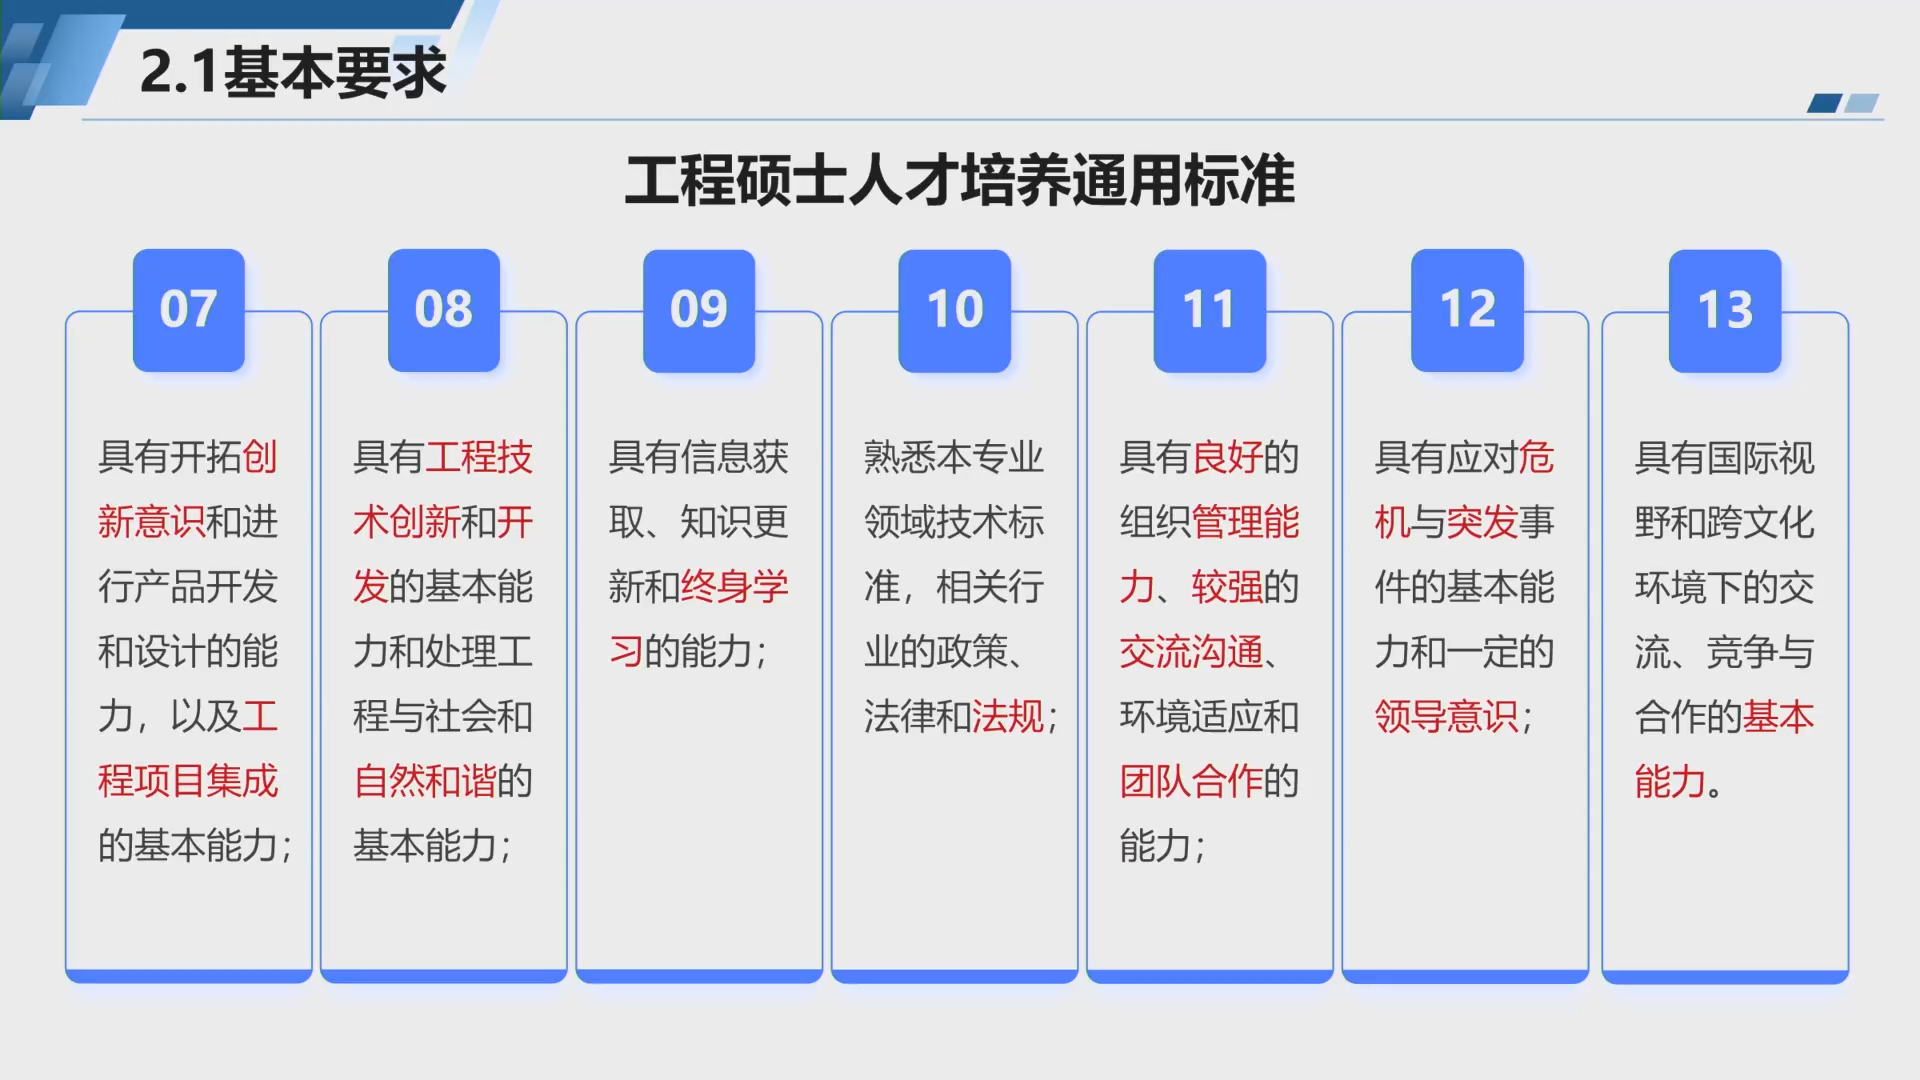 2.1基本要求
工程硕士人才培养通用标准
07
具有开拓创
新意识和进
行产品开发
和设计的能
力，以及工
程项目集成
的基本能力；
08
具有工程技
术创新和开
发的基本能
力和处理工
程与社会和
自然和谐的
基本能力；
09
具有信息获
取、知识更
新和终身学
习的能力；
10
熟悉本专业
领域技术标
准，相关行
业的政策、
法律和法规；
11
具有良好的
组织管理能
力、较强的
交流沟通、
环境适应和
团队合作的
能力；
12
具有应对危
机与突发事
件的基本能
力和一定的
领导意识；
13
具有国际视
野和跨文化
环境下的交
流、竞争与
合作的基本
能力。